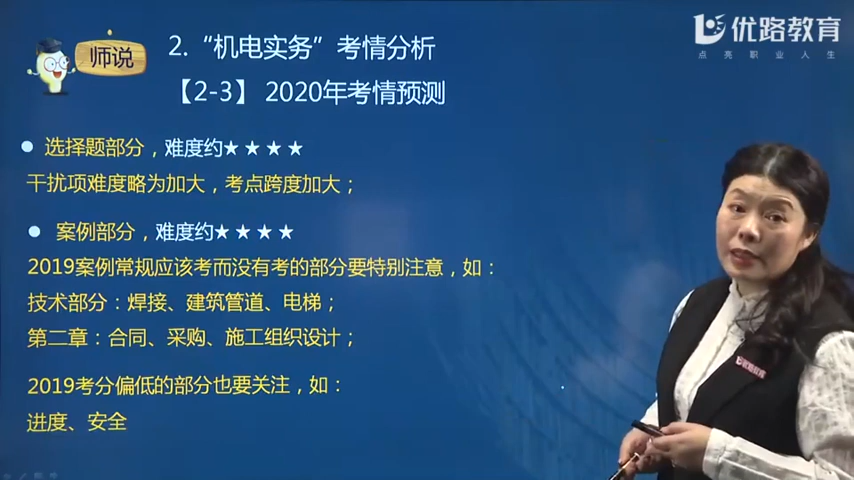 师说
2.“机电实务”考情分析
【2-3】 2020年考情预测
优路教育
点亮职业人生
● 选择题部分，难度约★★★★
干扰项难度略为加大，考点跨度加大；
● 案例部分，难度约★★★★
2019案例常规应该考而没有考的部分要特别注意，如：
技术部分：焊接、建筑管道、电梯；
第二章：合同、采购、施工组织设计；
2019考分偏低的部分也要关注，如：
进度、安全
优路教育